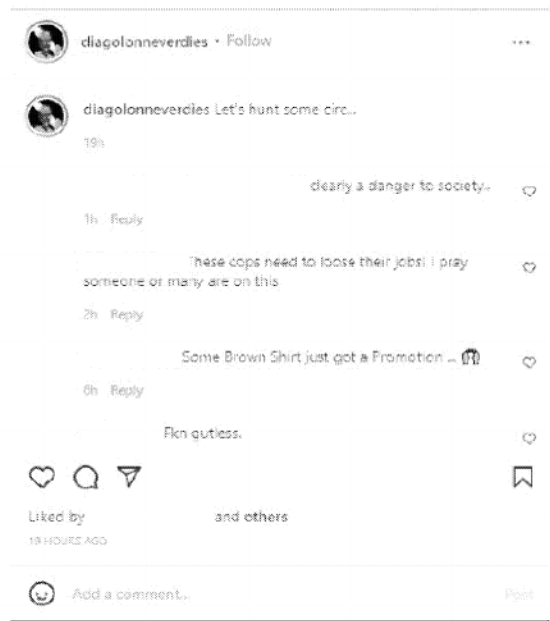 diagolonneverdies • Follow
diagolonneverdies Let's hunt some circ...
19h
clearly a danger to society..
1h Reply
These cops need to loose their jobs! I pray
someone or many are on this
2h Reply
Some Brown Shirt just got a Promotion ...
6h Reply
Fkn gutless.
Liked by and others
19 HOURS AGO
Add a comment...
Post